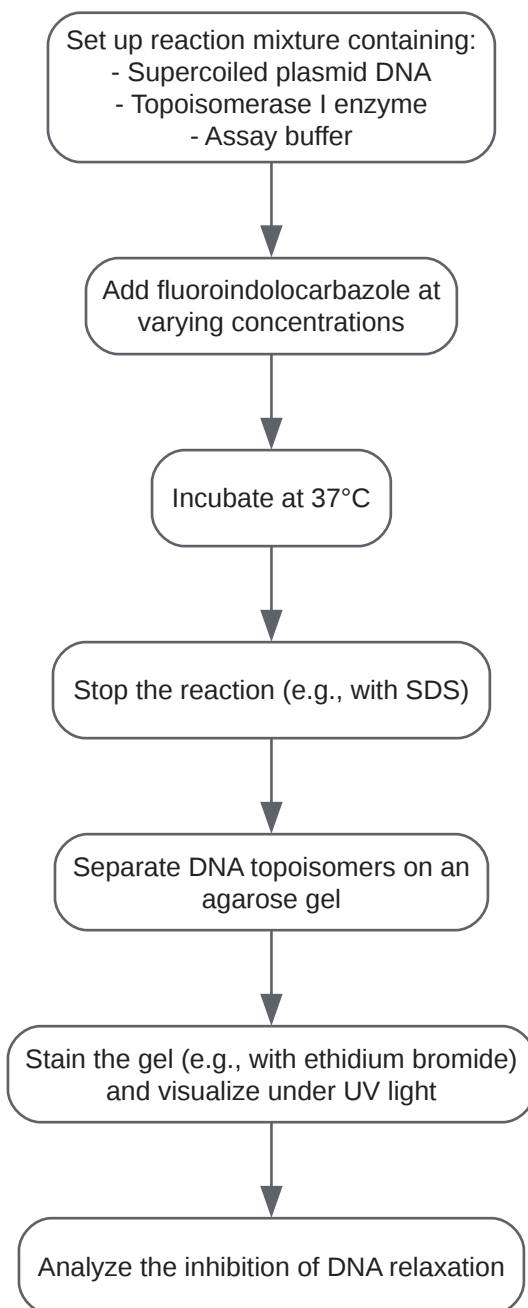 Set up reaction mixture containing:
- Supercoiled plasmid DNA
- Topoisomerase I enzyme
- Assay buffer
Add fluoroindolocarbazole at
varying concentrations
Incubate at 37°C
Stop the reaction (e.g., with SDS)
Separate DNA topoisomers on an
agarose gel
Stain the gel (e.g., with ethidium bromide)
and visualize under UV light
Analyze the inhibition of DNA relaxation